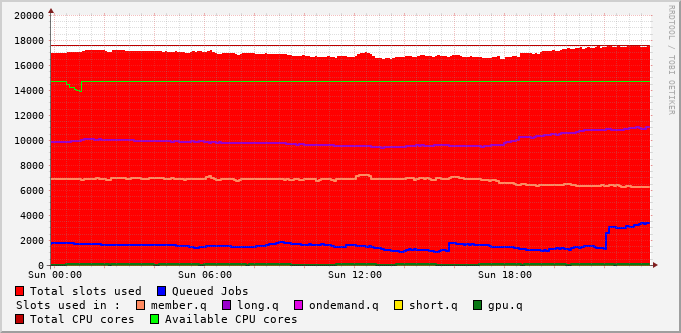 20000
18000
16000
14000
12000
10000
8000
6000
4000
2000
0
Sun 00:00 Sun 06:00 Sun 12:00 Sun 18:00
RRDTOOL / TOBI OETIKER
Total slots used Queued Jobs
Slots used in : member.q long.q ondemand.q short.q gpu.q
Total CPU cores Available CPU cores